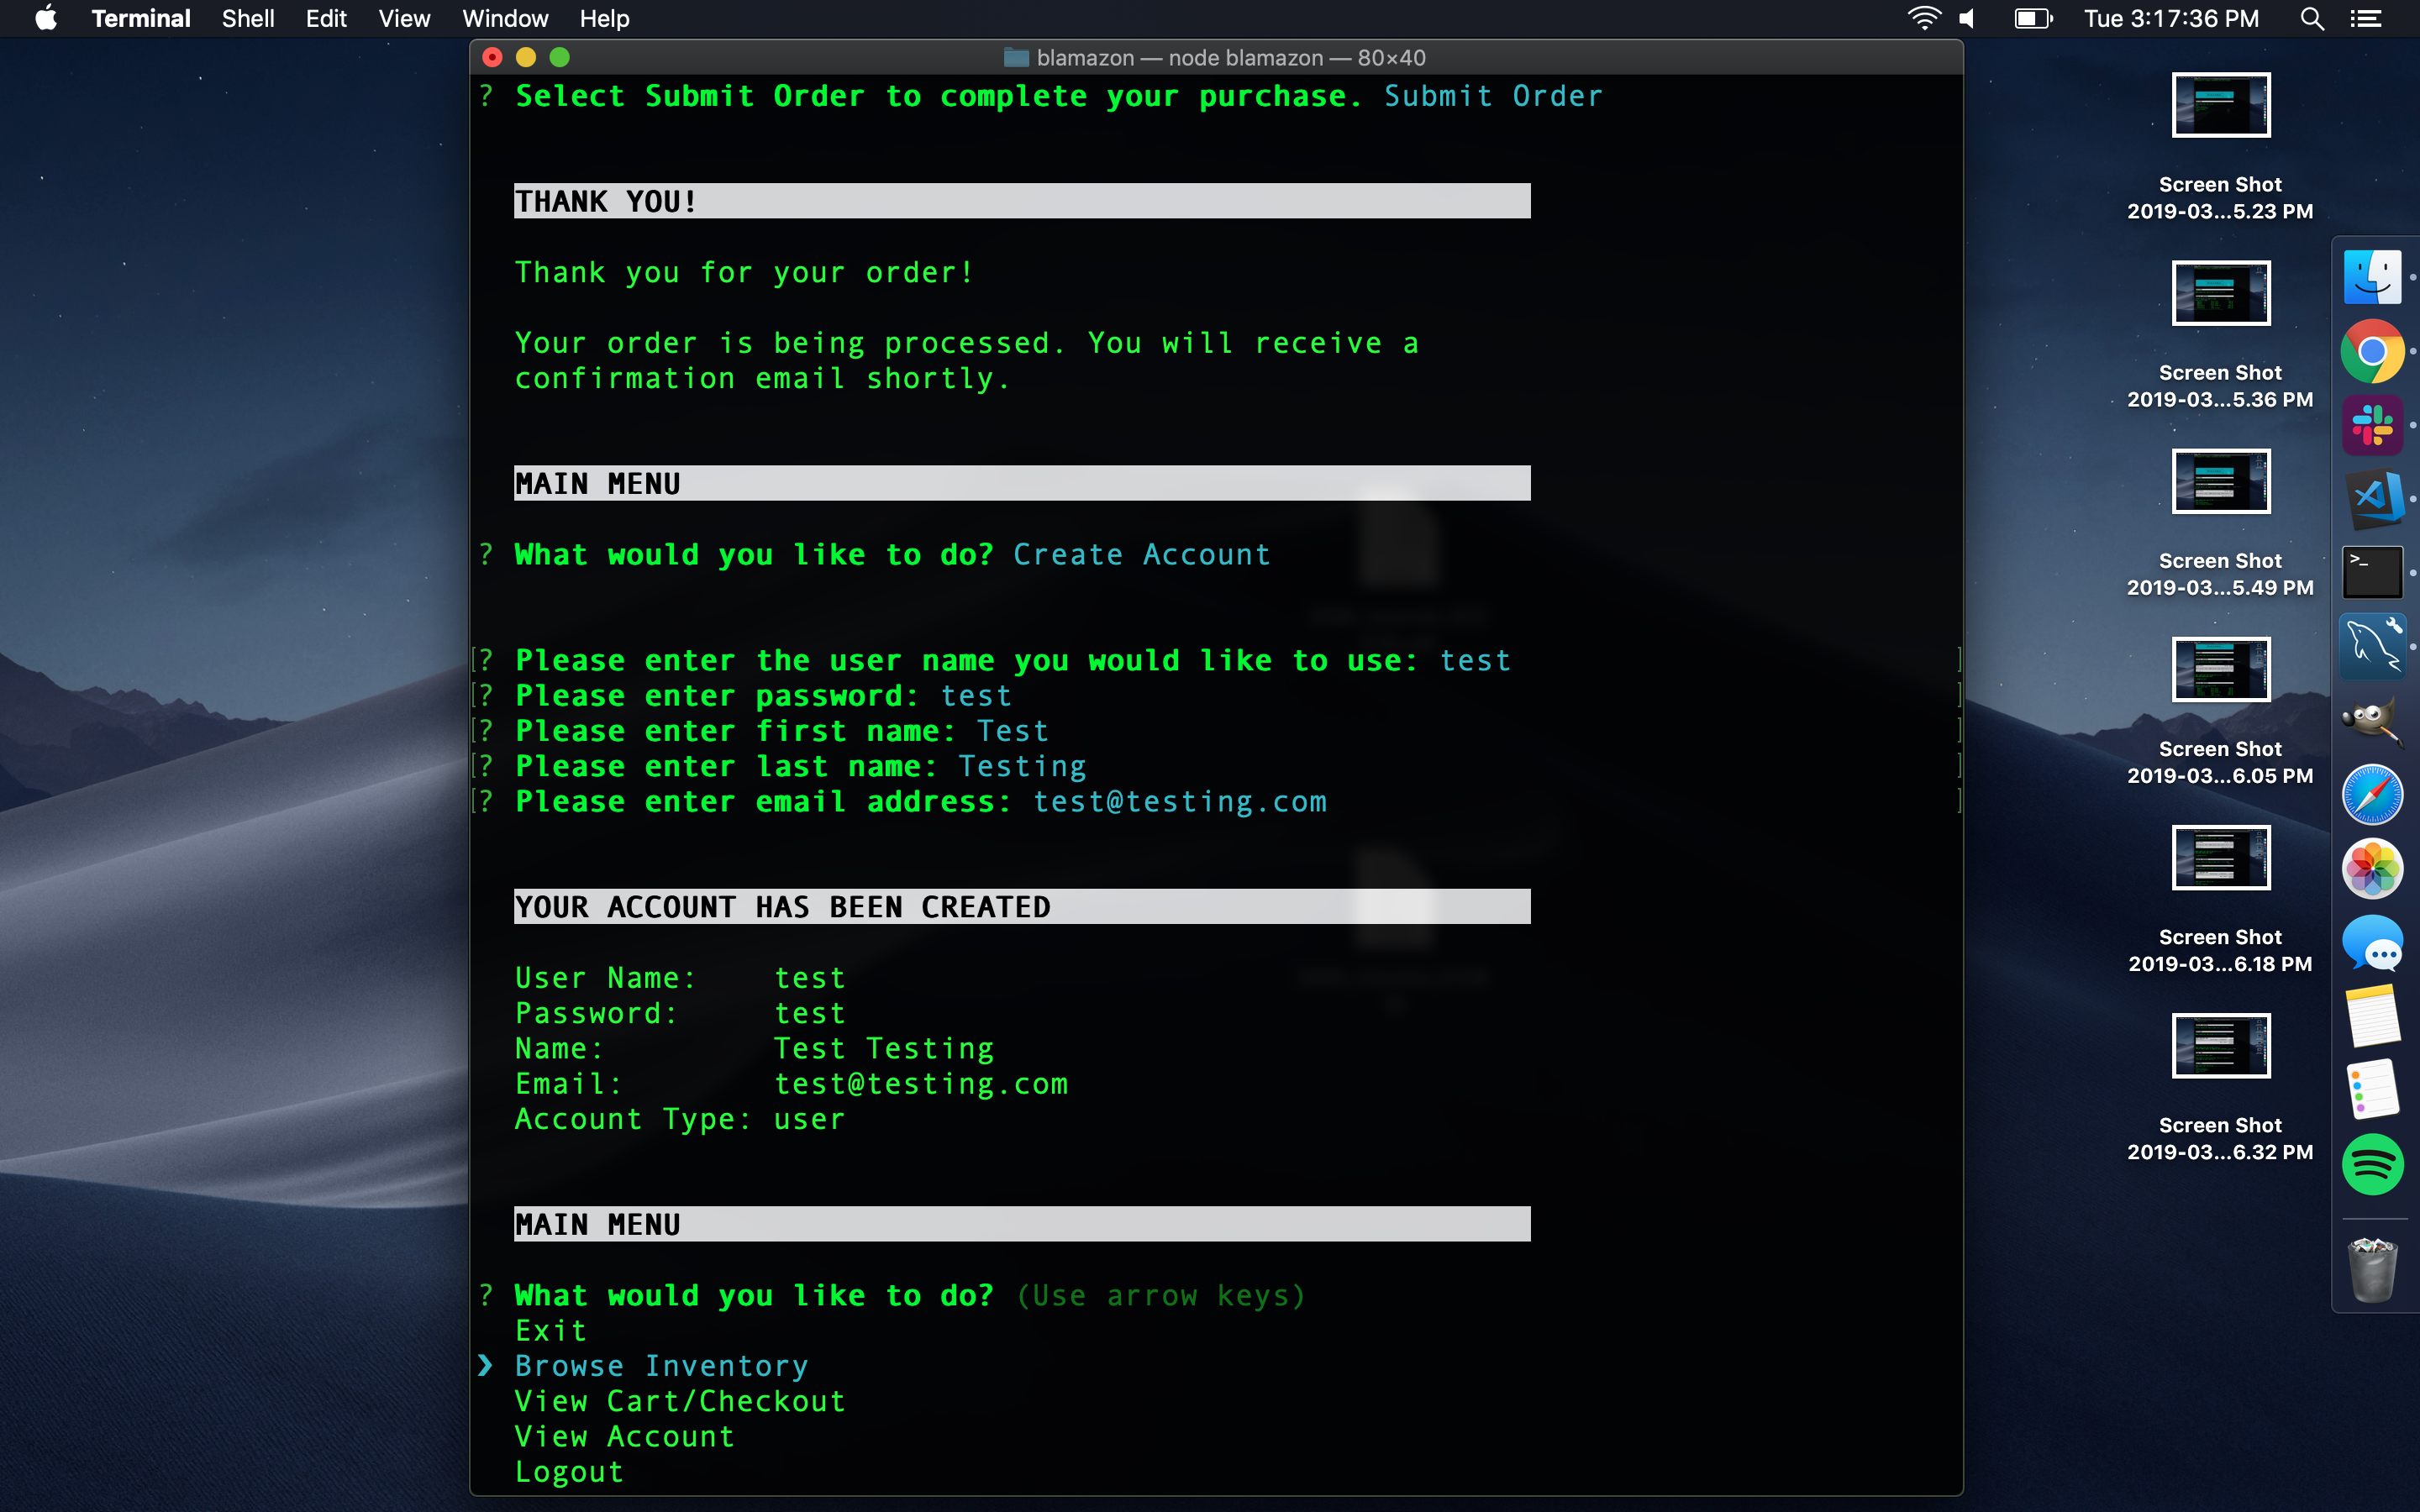 Terminal Shell Edit View Window Help Tue 3:17:36 PM
blamazon — node blamazon — 80×40
? Select Submit Order to complete your purchase. Submit Order
THANK YOU!
Thank you for your order!
Your order is being processed. You will receive a
confirmation email shortly.
MAIN MENU
? What would you like to do? Create Account
[? Please enter the user name you would like to use: test ]
[? Please enter password: test ]
[? Please enter first name: Test ]
[? Please enter last name: Testing ]
[? Please enter email address: test@testing.com ]
YOUR ACCOUNT HAS BEEN CREATED
User Name: test
Password: test
Name: Test Testing
Email: test@testing.com
Account Type: user
MAIN MENU
? What would you like to do? (Use arrow keys)
Exit
❯ Browse Inventory
View Cart/Checkout
View Account
Logout
Screen Shot
2019-03...5.23 PM
Screen Shot
2019-03...5.36 PM
Screen Shot
2019-03...5.49 PM
Screen Shot
2019-03...6.05 PM
Screen Shot
2019-03...6.18 PM
Screen Shot
2019-03...6.32 PM